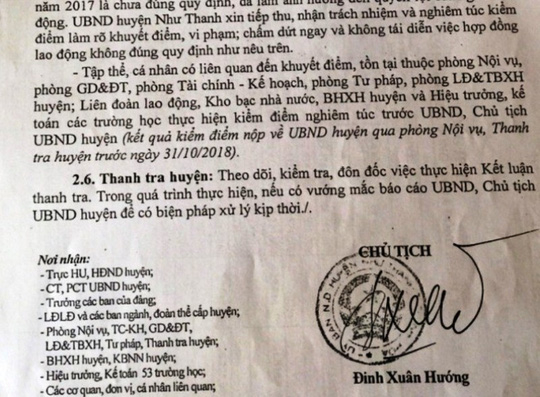 năm 2017 là chưa đúng quy định, đã làm ảnh hưởng đến quyền lợi
động. UBND huyện Như Thanh xin tiếp thu, nhận trách nhiệm và nghiêm túc kiểm
điểm làm rõ khuyết điểm, vi phạm; chấm dứt ngay và không tái diễn việc hợp đồng
lao động không đúng quy định như nêu trên.
- Tập thể, cá nhân có liên quan đến khuyết điểm, tồn tại thuộc phòng Nội vụ,
phòng GD&ĐT, phòng Tài chính - Kế hoạch, phòng Tư pháp, phòng LĐ&TBXH
huyện; Liên đoàn lao động, Kho bạc nhà nước, BHXH huyện và Hiệu trưởng, kế
toán các trường học thực hiện kiểm điểm nghiêm túc trước UBND, Chủ tịch
UBND huyện (kết quả kiểm điểm nộp về UBND huyện qua phòng Nội vụ, Thanh
tra huyện trước ngày 31/10/2018).
2.6. Thanh tra huyện: Theo dõi, kiểm tra, đôn đốc việc thực hiện Kết luận
thanh tra. Trong quá trình thực hiện, nếu có vướng mắc báo cáo UBND, Chủ tịch
UBND huyện để có biện pháp xử lý kịp thời./.
Nơi nhận:
- Trực HU, HĐND huyện;
- CT, PCT UBND huyện;
- Trưởng các ban của đảng;
- LĐLĐ và các ban ngành, đoàn thể cấp huyện;
- Phòng Nội vụ, TC-KH, GD&ĐT,
LĐ&TBXH, Tư pháp, Thanh tra huyện;
- BHXH huyện, KBNN huyện;
- Hiệu trưởng, Kế toán 53 trường học;
- Các cơ quan, đơn vị, cá nhân liên quan;
CHỦ TỊCH
Đinh Xuân Hướng